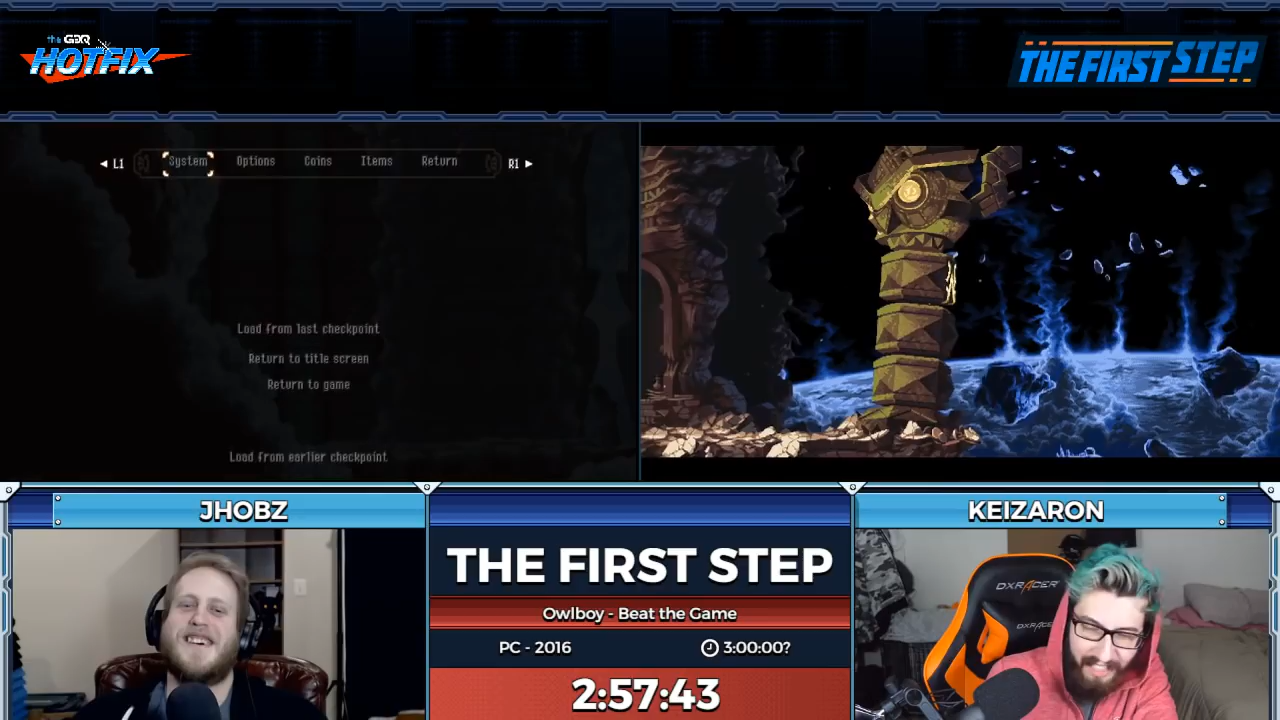 the GDQ
HOTFIX
THE FIRST STEP
L1 System Options Coins Items Return R1
Load from last checkpoint
Return to title screen
Return to game
Load from earlier checkpoint
JHOBZ
KEIZARON
THE FIRST STEP
Owlboy - Beat the Game
PC - 2016
3:00:00?
2:57:43
DXRACER
DXRACER